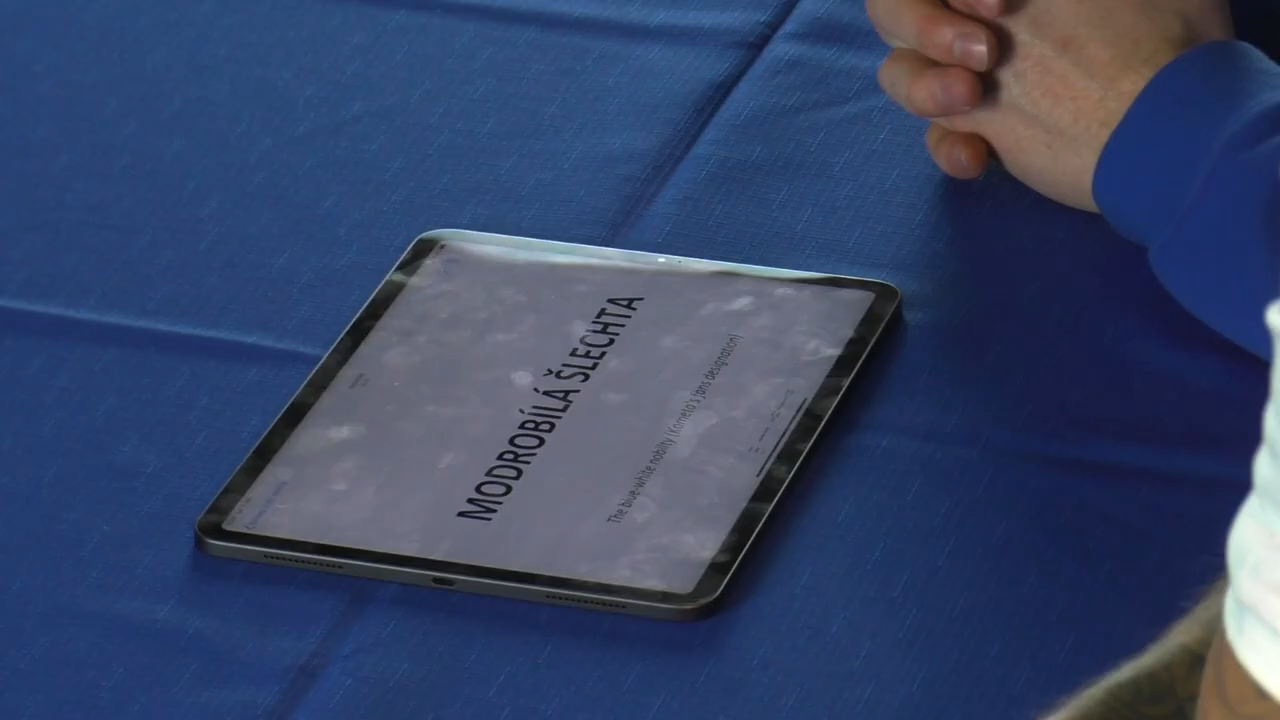 MODROBÍLÁ ŠLECHTA
The blue-white nobility (Kometa's fans designation)